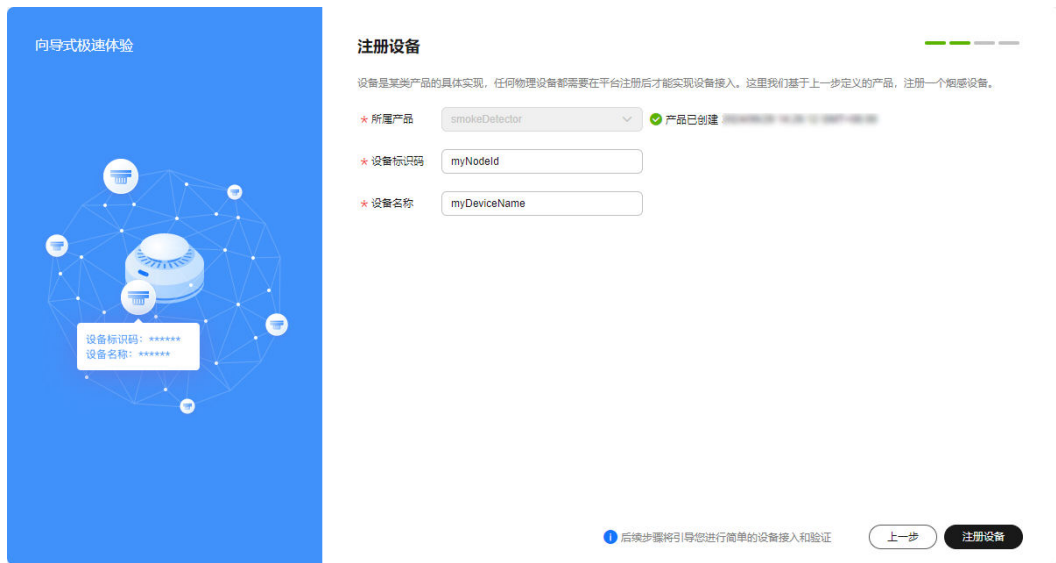 向导式极速体验
设备标识码：******
设备名称：******
注册设备
设备是某类产品的具体实现，任何物理设备都需要在平台注册后才能实现设备接入。这里我们基于上一步定义的产品，注册一个烟感设备。
* 所属产品 smokeDetector 产品已创建
* 设备标识码 myNodeId
* 设备名称 myDeviceName
后续步骤将引导您进行简单的设备接入和验证 上一步 注册设备